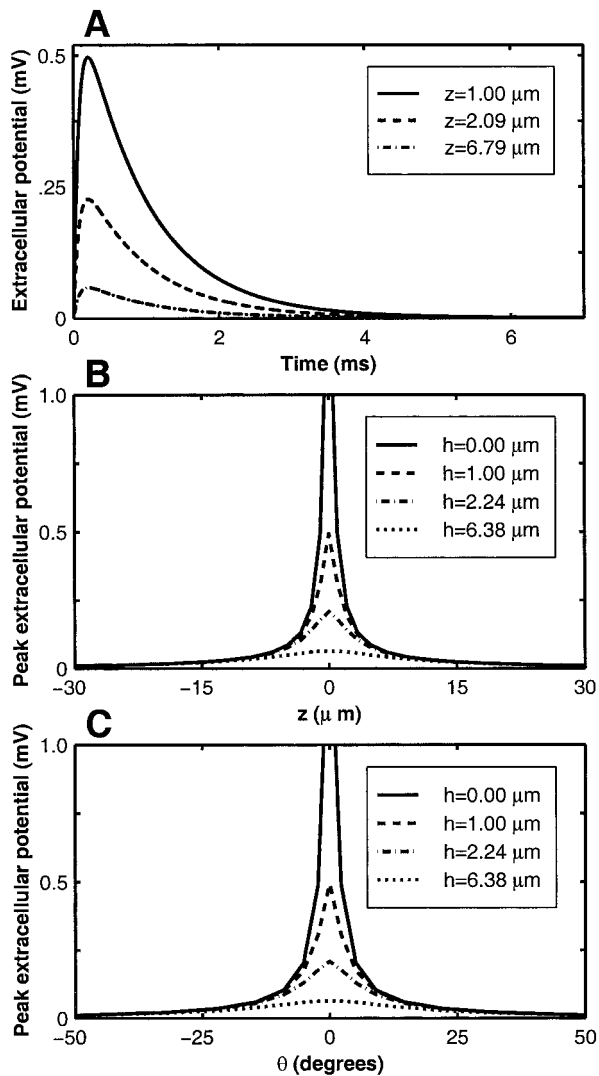 A
Extracellular potential (mV)
0.5
.25
0
z=1.00 μm
z=2.09 μm
z=6.79 μm
0 2 4 6
Time (ms)
B
Peak extracellular potential (mV)
1.0
0.5
0
h=0.00 μm
h=1.00 μm
h=2.24 μm
h=6.38 μm
−30 −15 0 15 30
z (μ m)
C
Peak extracellular potential (mV)
1.0
0.5
0
h=0.00 μm
h=1.00 μm
h=2.24 μm
h=6.38 μm
−50 −25 0 25 50
θ (degrees)